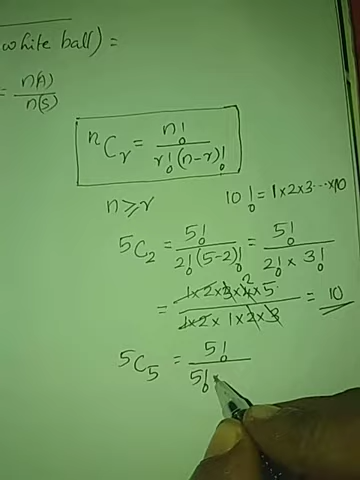 white ball) =
= n(A)/n(S)
ⁿCᵣ = n!/r!(n-r)!
n ≥ r
10! = 1×2×3...×10
⁵C₂ = 5!/2!(5-2)! = 5!/2! × 3!
= 1×2×3×4×5/1×2×1×2×3 = 10
2
⁵C₅ = 5!/5!×